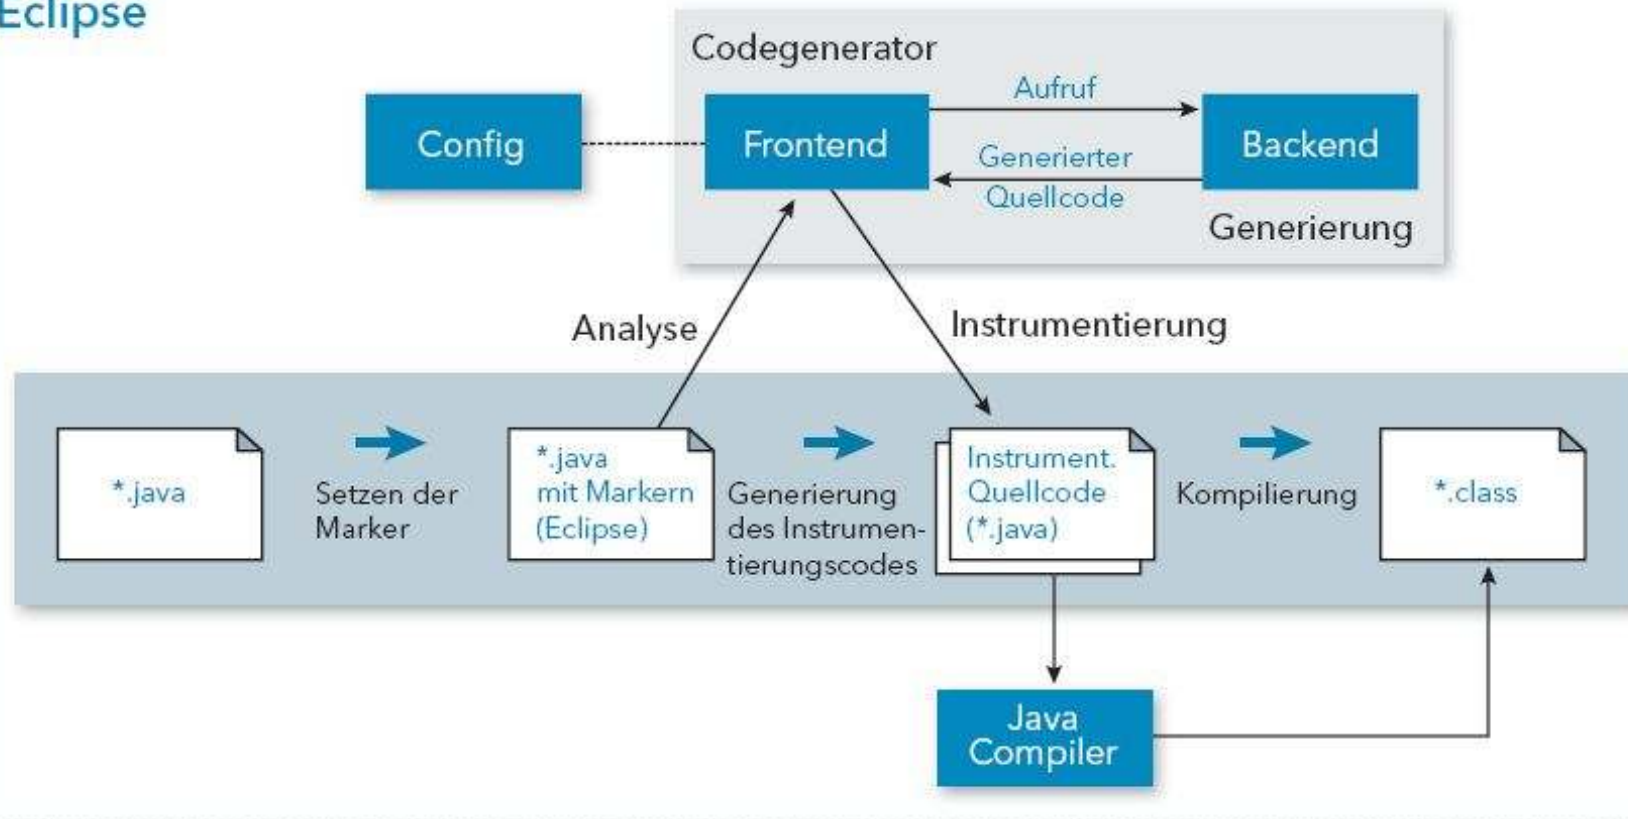 Eclipse
Codegenerator
Aufruf
Config
Frontend
Backend
Generierter
Quellcode
Generierung
Analyse
Instrumentierung
*.java
Setzen der
Marker
*.java
mit Markern
(Eclipse)
Generierung
des Instrumen-
tierungscodes
Instrument.
Quellcode
(*.java)
Kompilierung
*.class
Java
Compiler